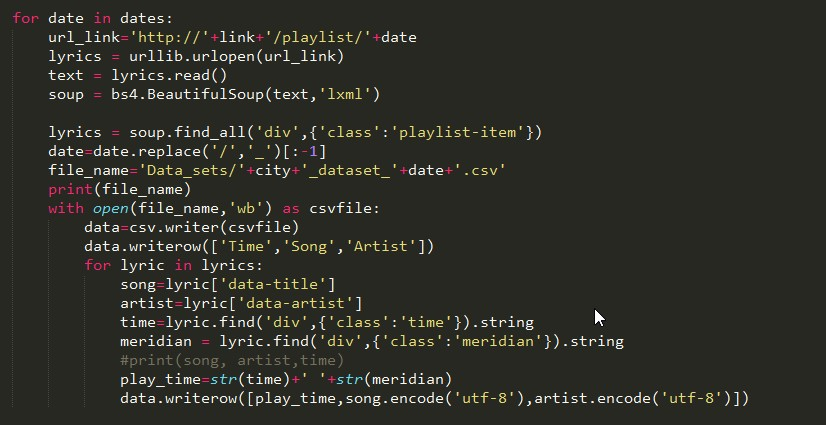 for date in dates:
    url_link='http://'+link+'/playlist/'+date
    lyrics = urllib.urlopen(url_link)
    text = lyrics.read()
    soup = bs4.BeautifulSoup(text,'lxml')

    lyrics = soup.find_all('div',{'class':'playlist-item'})
    date=date.replace('/','_')[:-1]
    file_name='Data_sets/'+city+'_dataset_'+date+'.csv'
    print(file_name)
    with open(file_name,'wb') as csvfile:
        data=csv.writer(csvfile)
        data.writerow(['Time','Song','Artist'])
        for lyric in lyrics:
            song=lyric['data-title']
            artist=lyric['data-artist']
            time=lyric.find('div',{'class':'time'}).string
            meridian = lyric.find('div',{'class':'meridian'}).string
            #print(song, artist,time)
            play_time=str(time)+' '+str(meridian)
            data.writerow([play_time,song.encode('utf-8'),artist.encode('utf-8')])